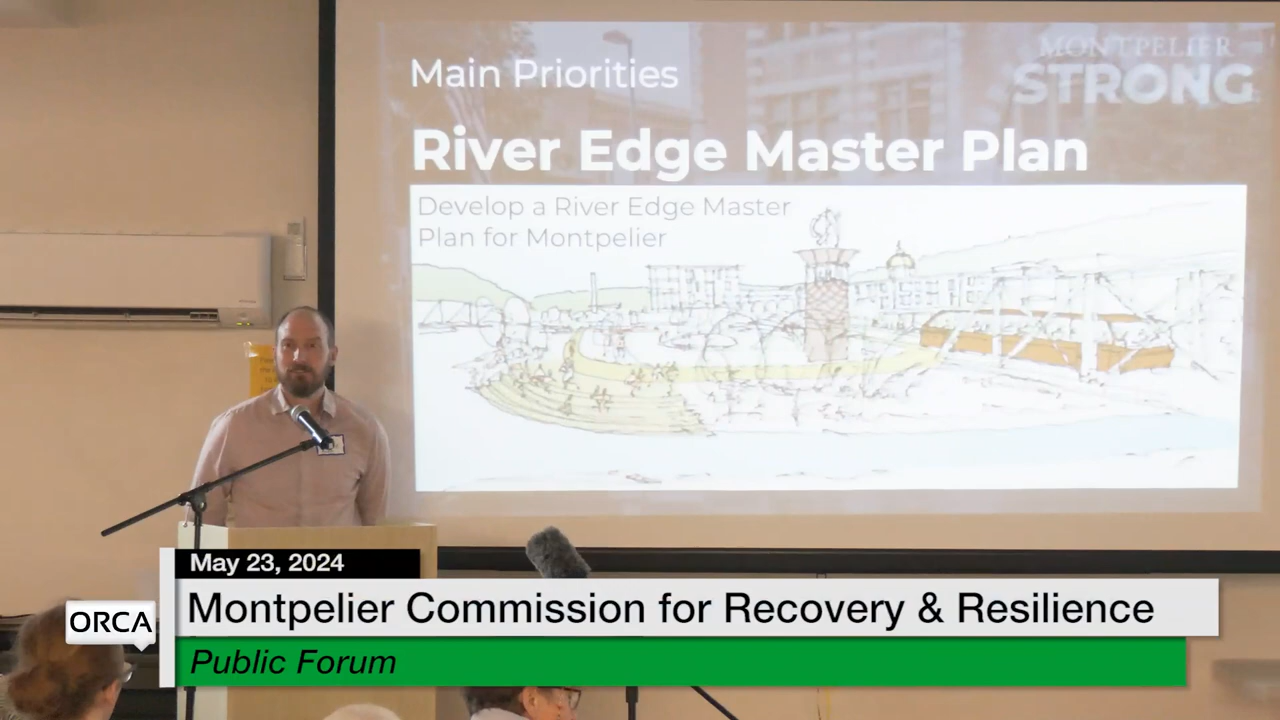 MONTPELIER
STRONG
Main Priorities
River Edge Master Plan
Develop a River Edge Master
Plan for Montpelier
May 23, 2024
Montpelier Commission for Recovery & Resilience
ORCA
Public Forum